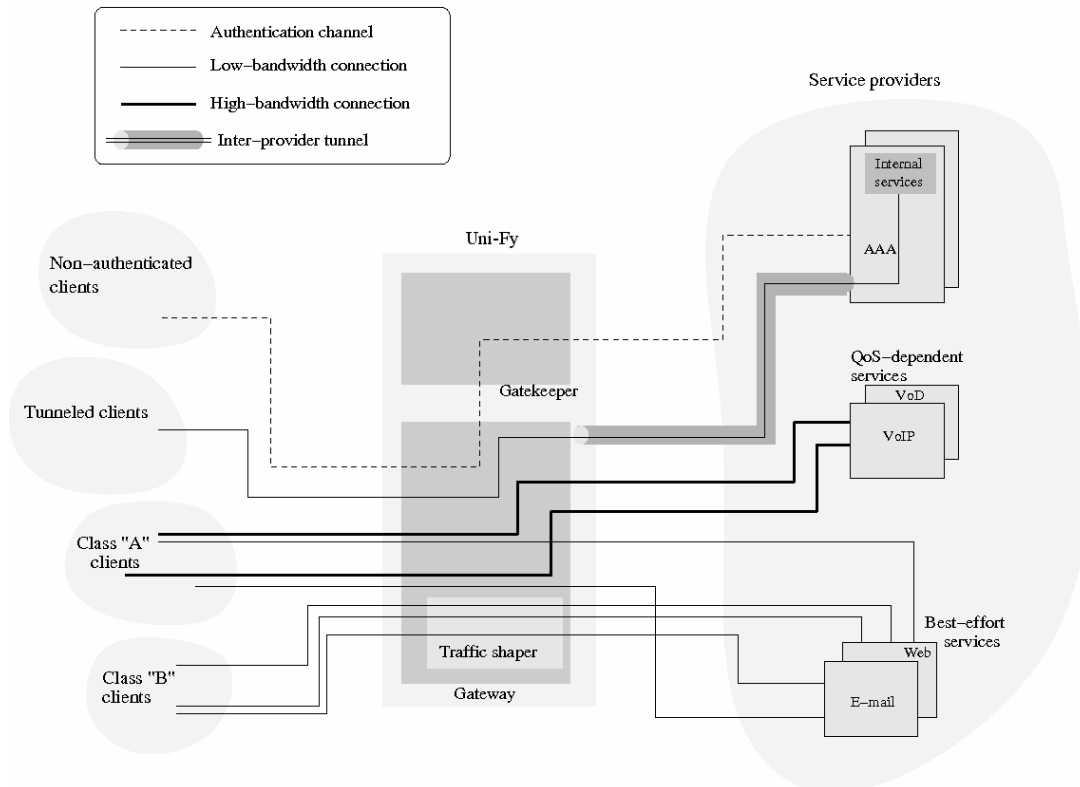 Authentication channel
Low−bandwidth connection
High−bandwidth connection
Inter−provider tunnel
Service providers
Internal
services
AAA
Uni-Fy
Non−authenticated
clients
Gatekeeper
QoS−dependent
services
VoD
VoIP
Tunneled clients
Class "A"
clients
Best−effort
services
Web
E−mail
Traffic shaper
Gateway
Class "B"
clients